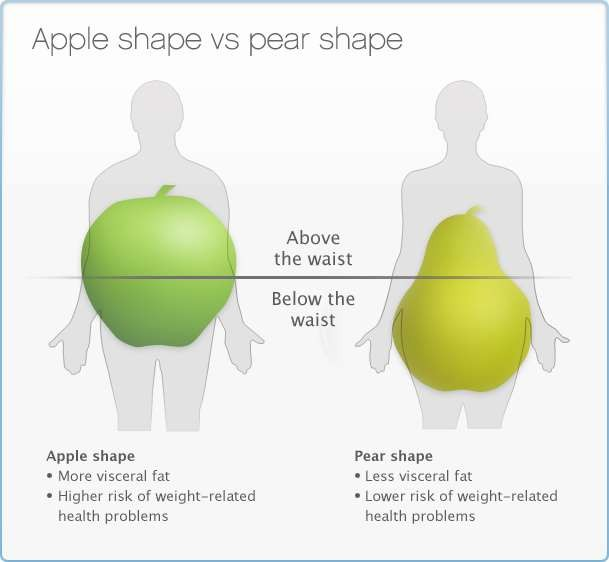 Apple shape vs pear shape
Above
the waist
Below the
waist
Apple shape
• More visceral fat
• Higher risk of weight-related
health problems
Pear shape
• Less visceral fat
• Lower risk of weight-related
health problems